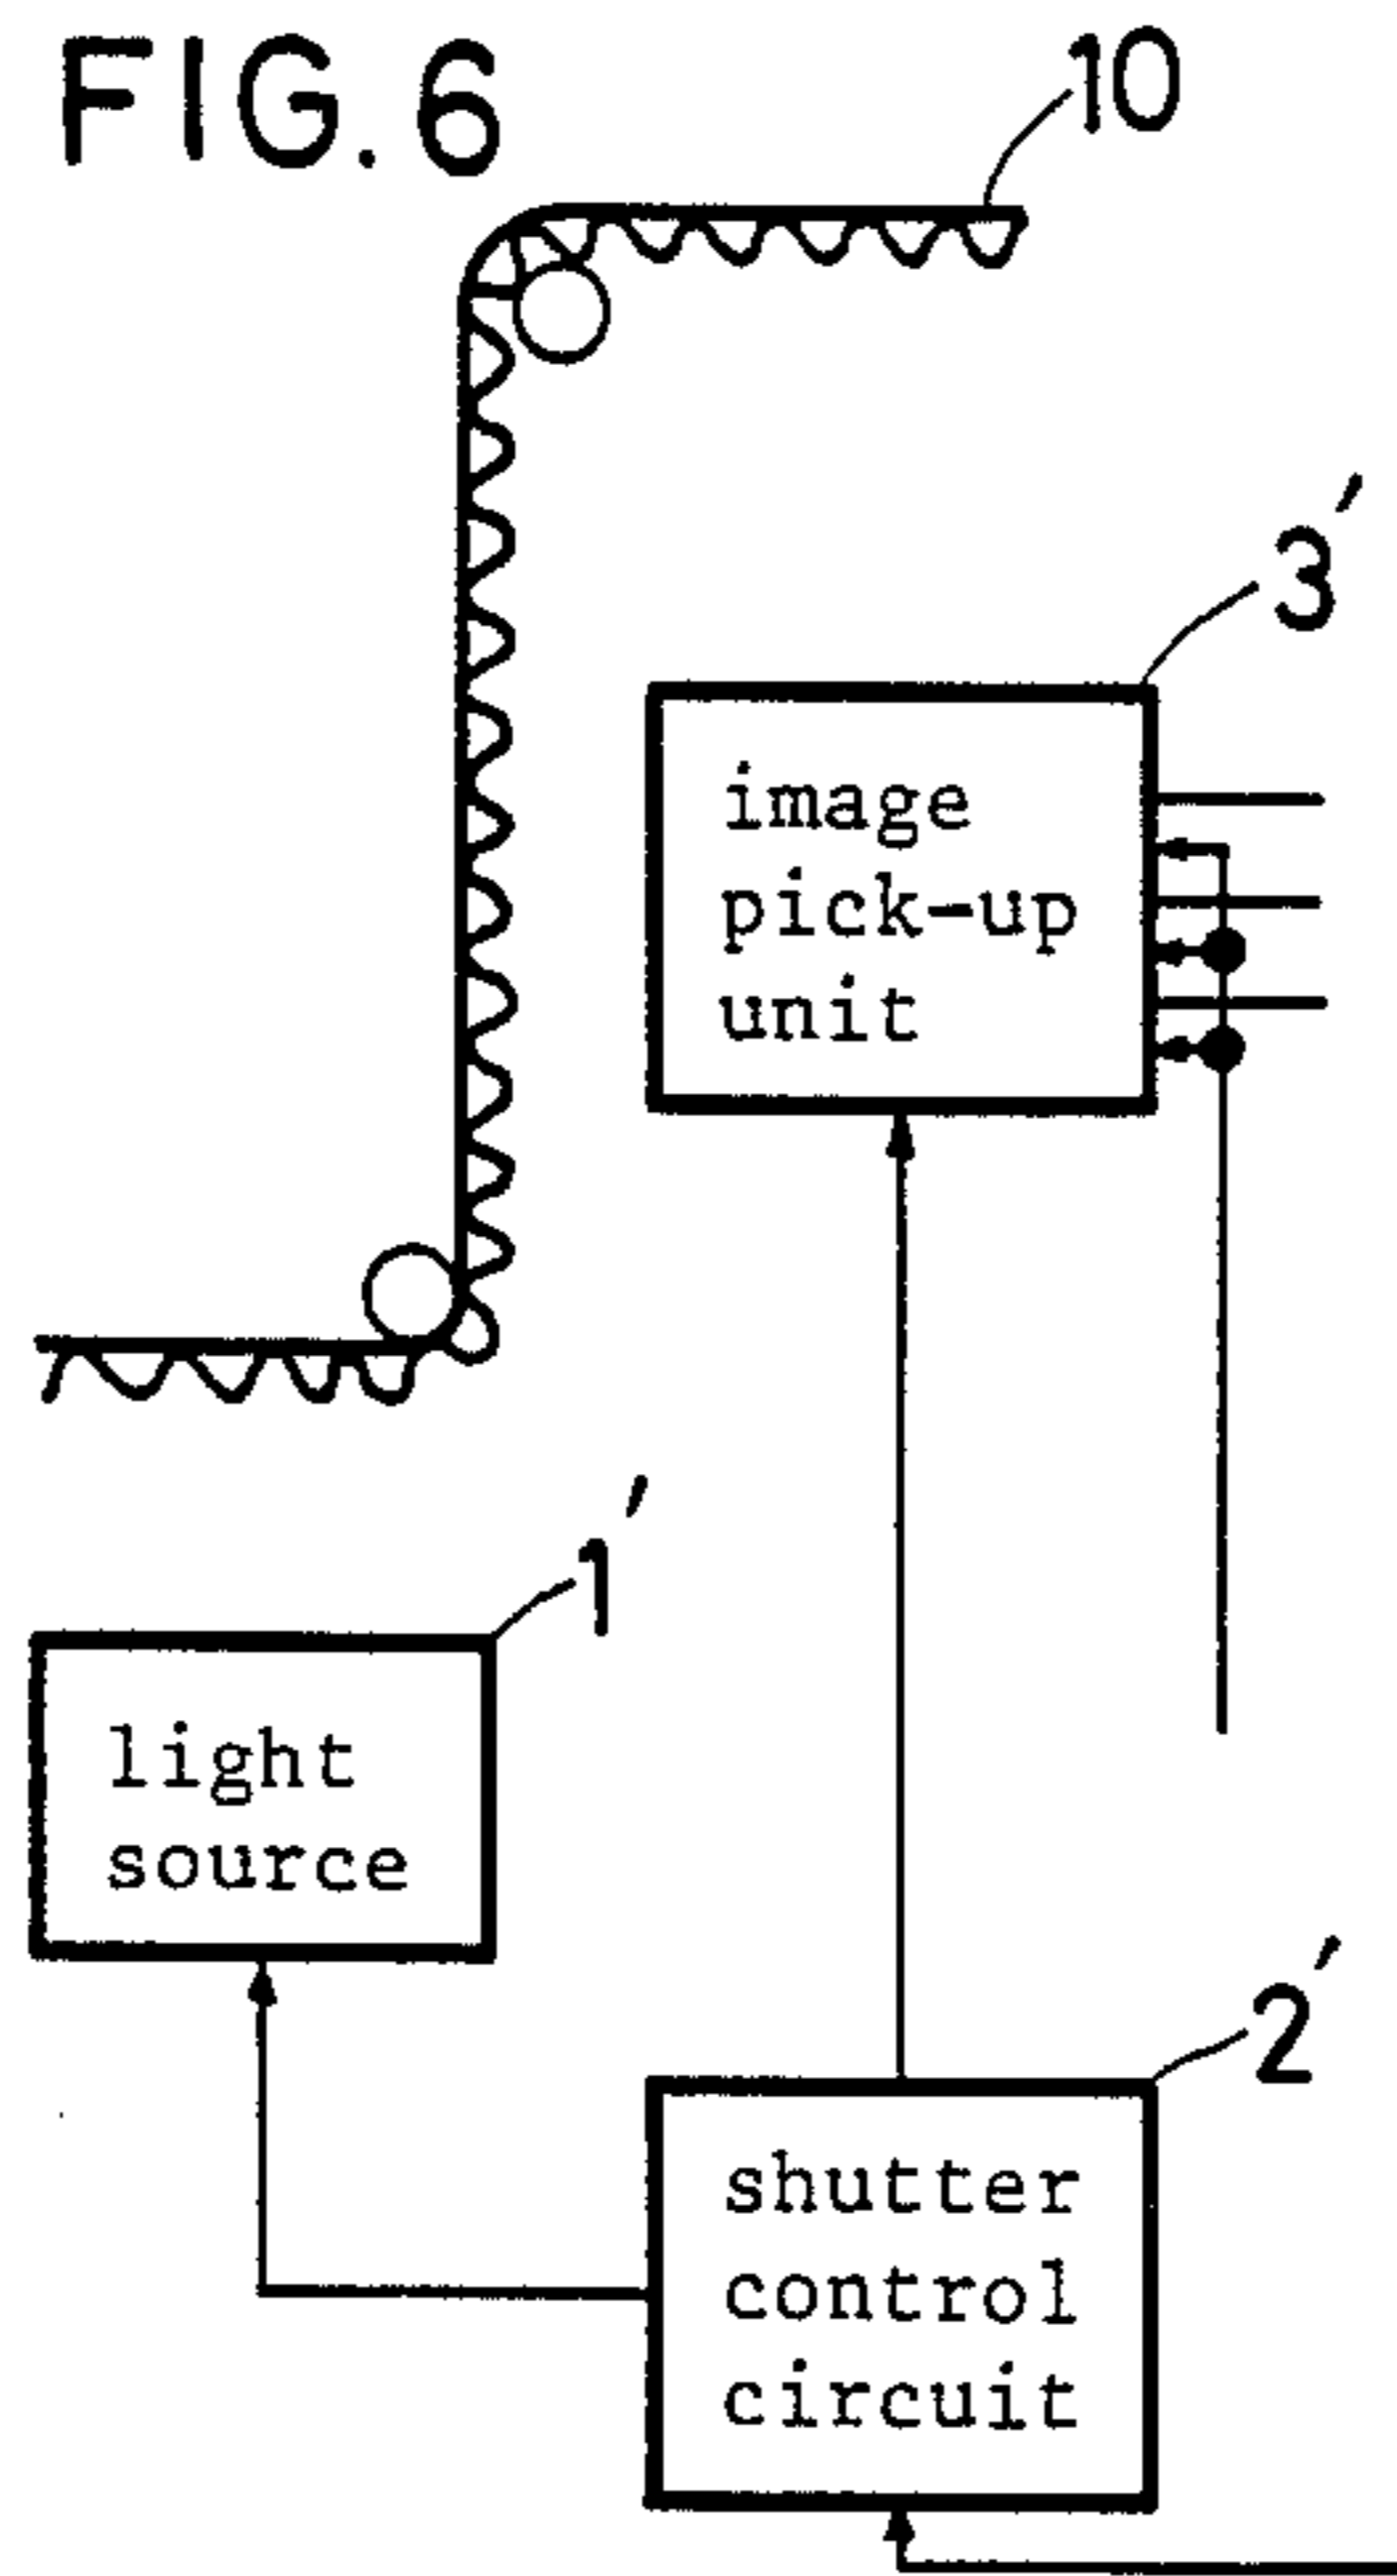 FIG.6
10
3'
image
pick-up
unit
1'
light
source
2'
shutter
control
circuit